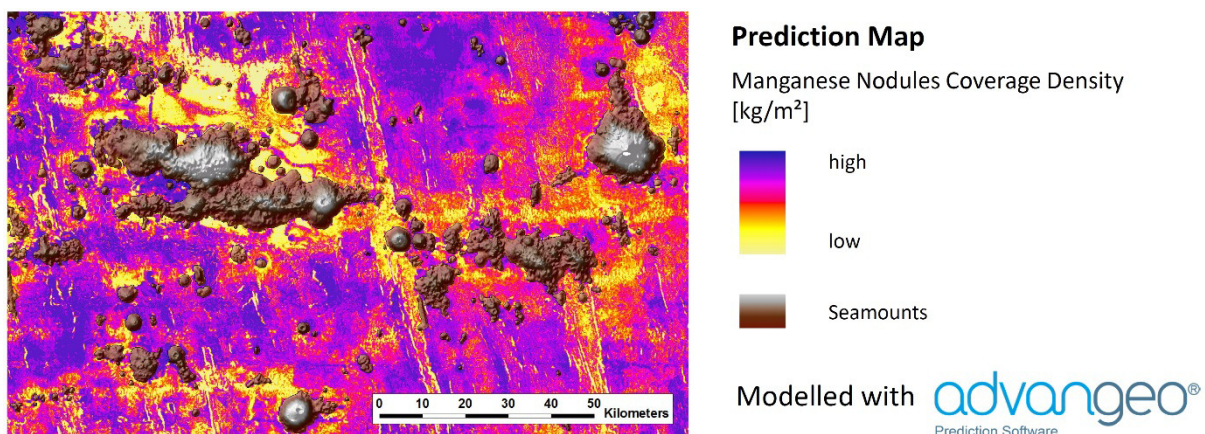 Prediction Map
Manganese Nodules Coverage Density
[kg/m²]
high
low
Seamounts
Modelled with advangeo®
Prediction Software
0 10 20 30 40 50
Kilometers